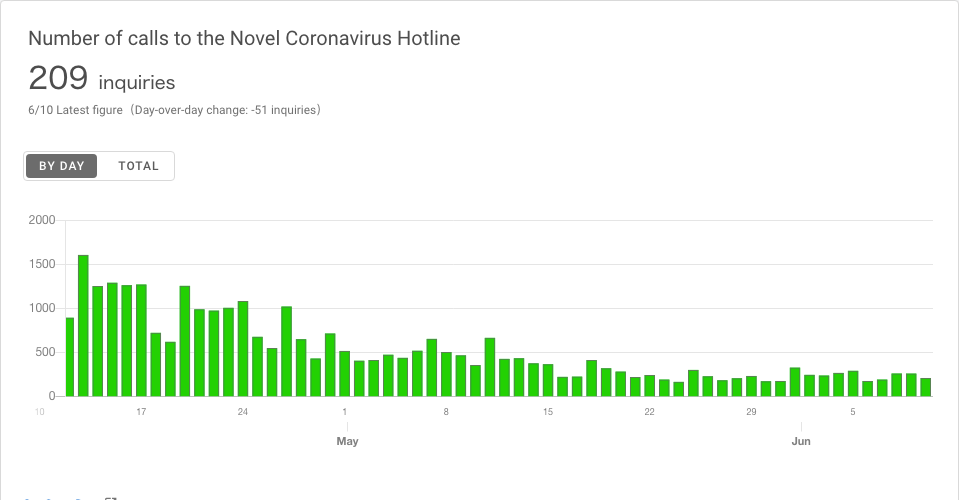 Number of calls to the Novel Coronavirus Hotline
209 inquiries
6/10 Latest figure（Day-over-day change: -51 inquiries）
BY DAY TOTAL
2000
1500
1000
500
0
10 17 24 1 8 15 22 29 5
May Jun